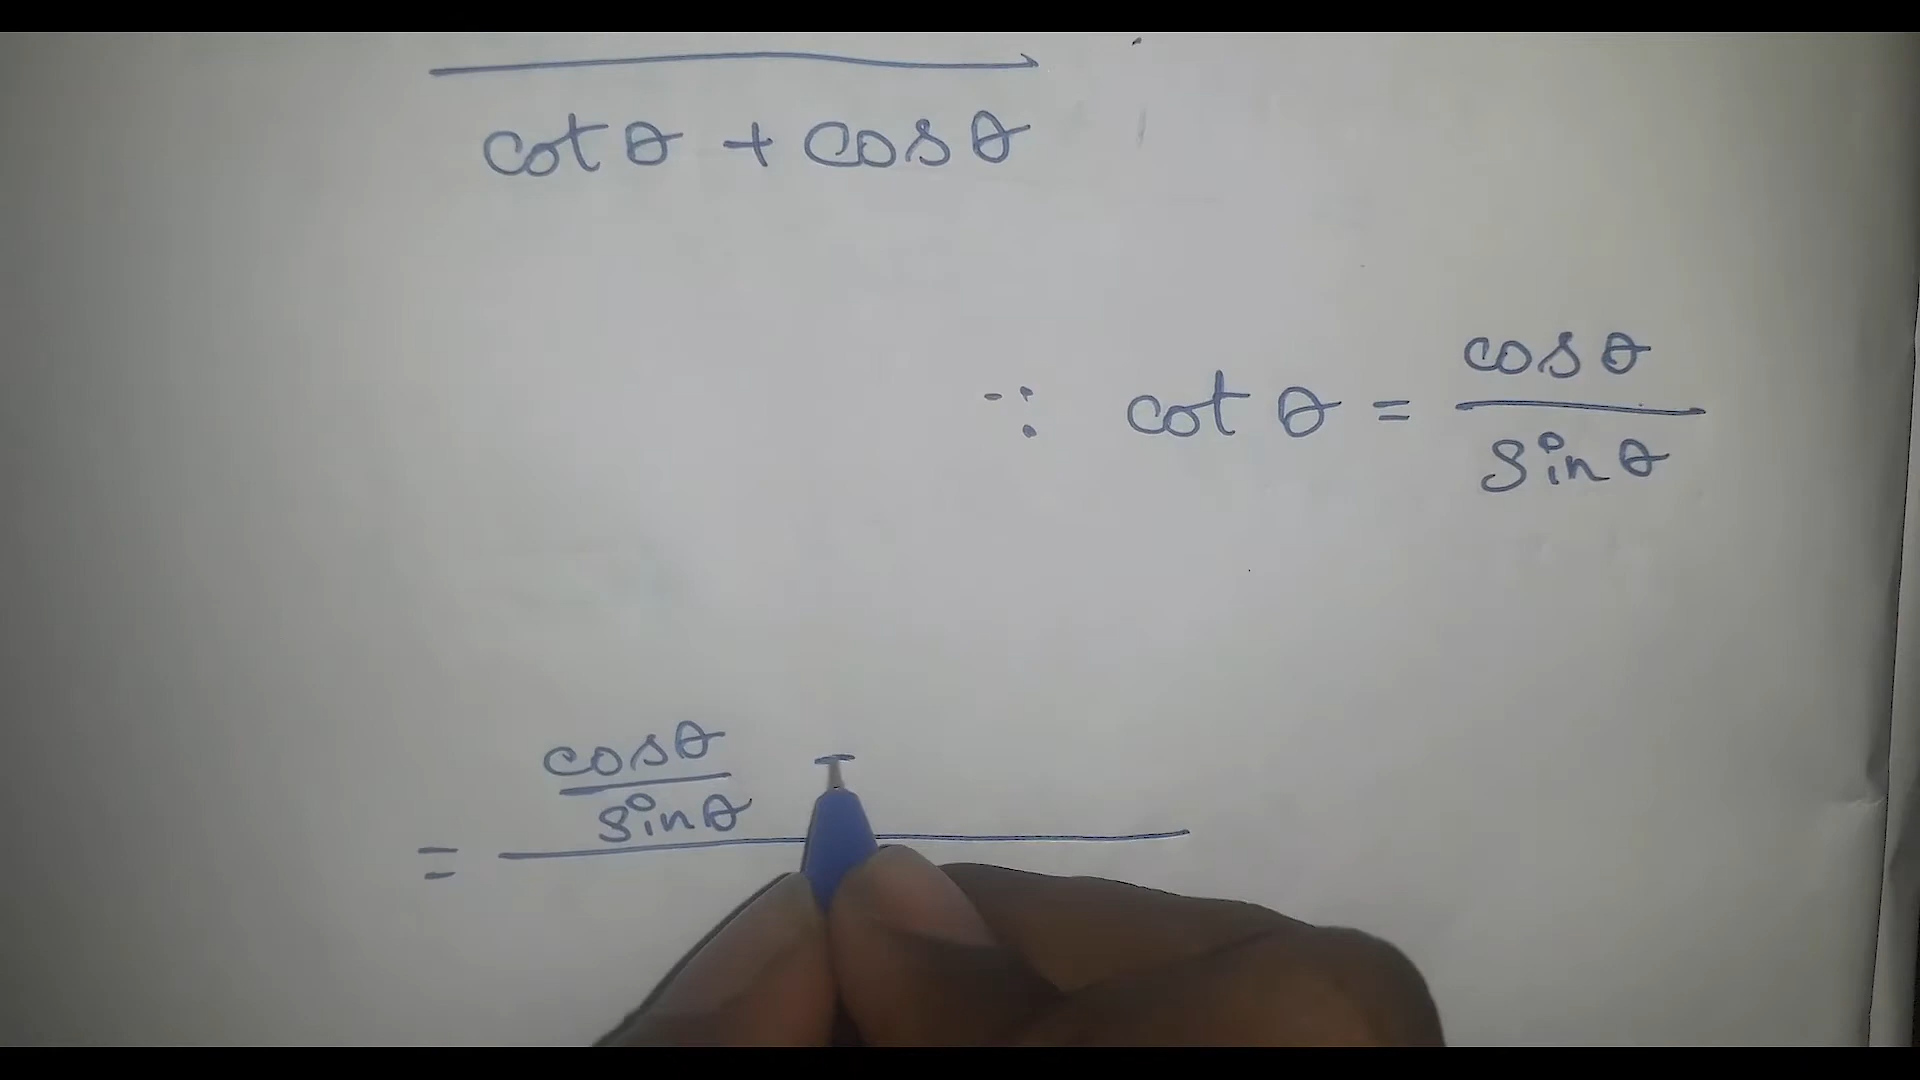 cot θ + cos θ
∵ cot θ = cos θ / sin θ
= cos θ / sin θ -